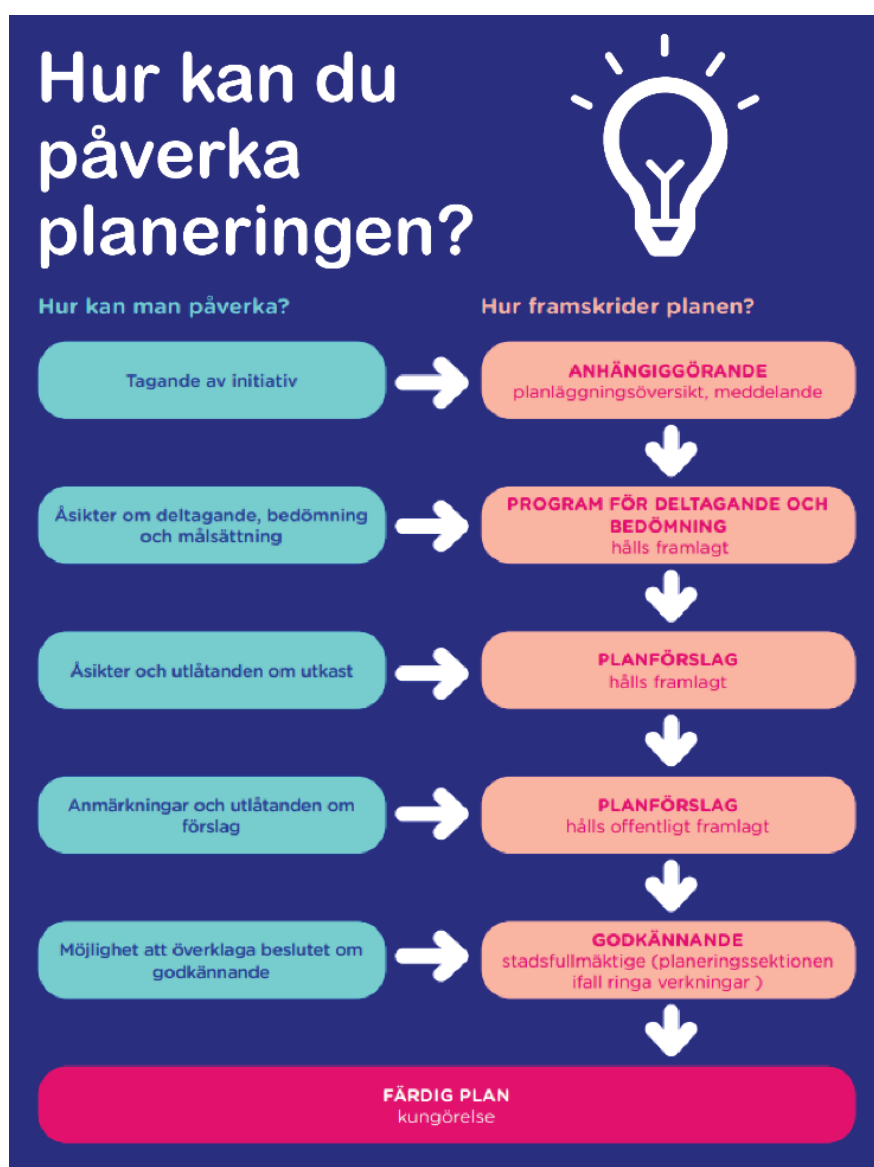 Hur kan du
påverka
planeringen?
Hur kan man påverka?
Hur framskrider planen?
Tagande av initiativ
ANHÄNGIGGÖRANDE
planläggningsöversikt, meddelande
Åsikter om deltagande, bedömning
och målsättning
PROGRAM FÖR DELTAGANDE OCH
BEDÖMNING
hålls framlagt
Åsikter och utlåtanden om utkast
PLANFÖRSLAG
hålls framlagt
Anmärkningar och utlåtanden om
förslag
PLANFÖRSLAG
hålls offentligt framlagt
Möjlighet att överklaga beslutet om
godkännande
GODKÄNNANDE
stadsfullmäktige (planeringssektionen
ifall ringa verkningar )
FÄRDIG PLAN
kungörelse